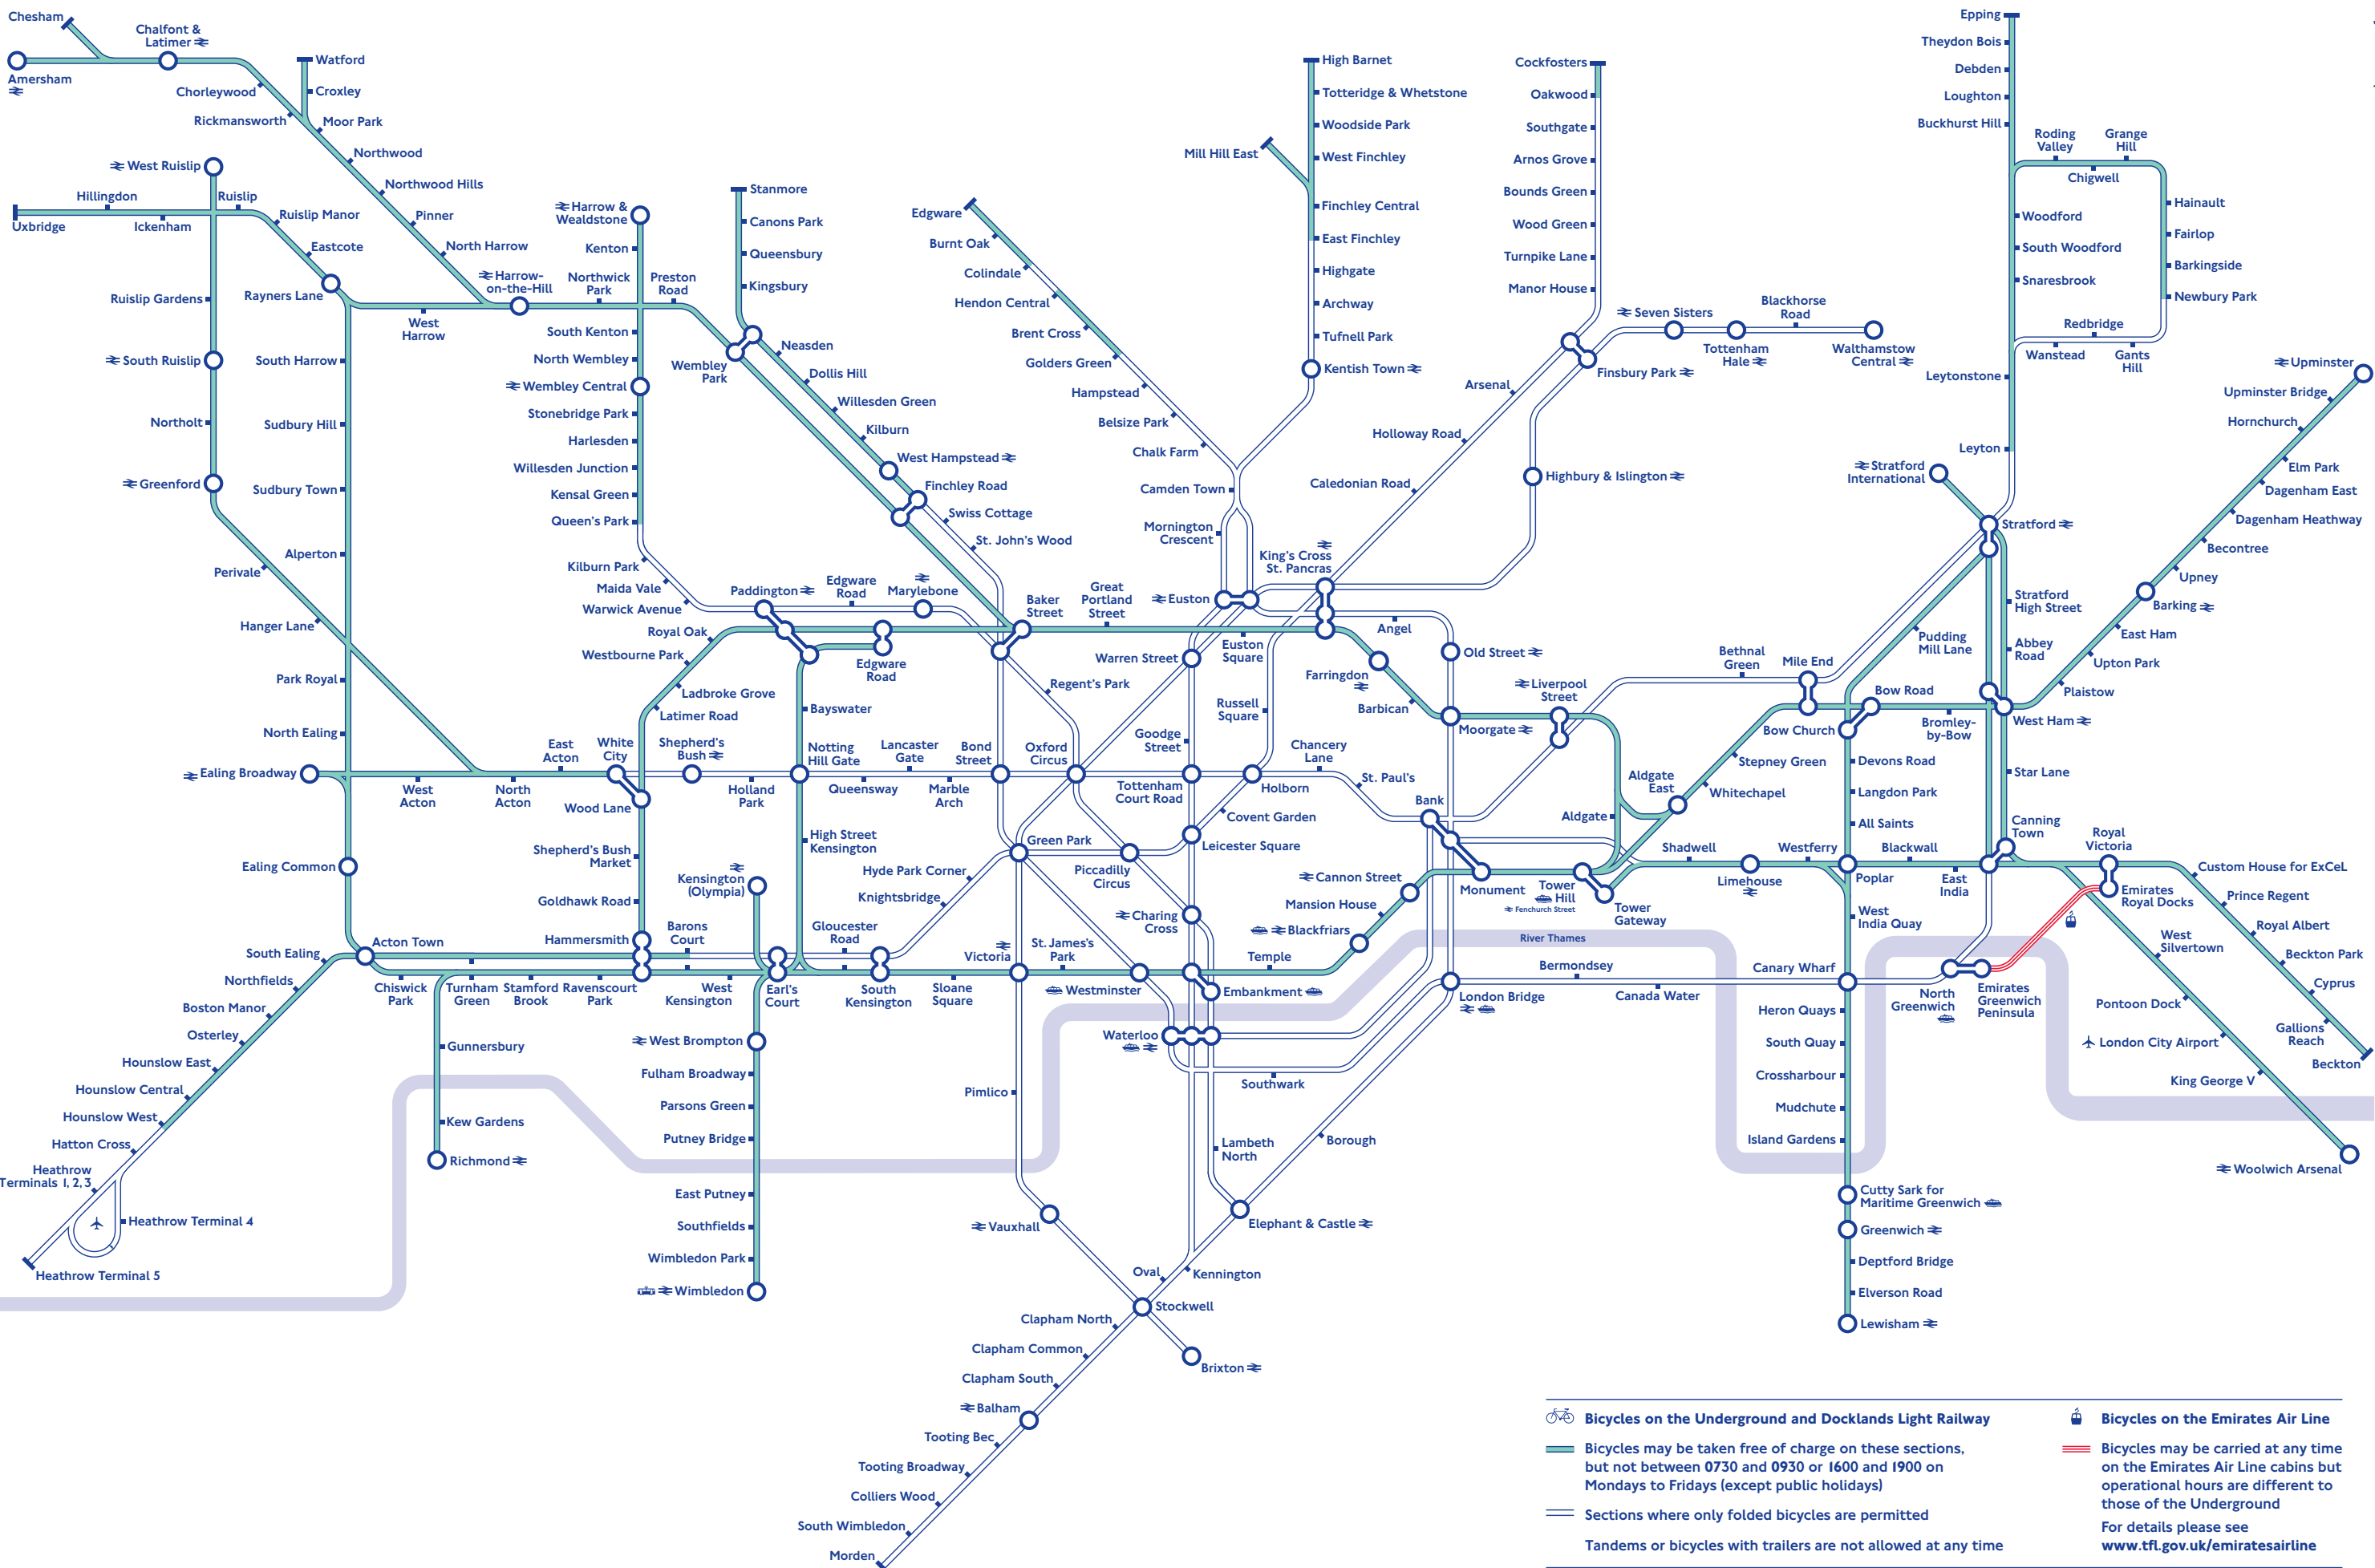 Chesham
Chalfont &
Latimer
Amersham
Chorleywood
Rickmansworth
Watford
Croxley
Moor Park
Northwood
Northwood Hills
Pinner
North Harrow
Harrow-
on-the-Hill
West Ruislip
Hillingdon
Ruislip
Uxbridge
Ickenham
Ruislip Manor
Eastcote
Rayners Lane
West
Harrow
Ruislip Gardens
South Ruislip
Northolt
Greenford
Perivale
Hanger Lane
South Harrow
Sudbury Hill
Sudbury Town
Alperton
Park Royal
North Ealing
Ealing Broadway
Ealing Common
West
Acton
North
Acton
East
Acton
White
City
Wood Lane
Harrow &
Wealdstone
Kenton
Northwick
Park
Preston
Road
South Kenton
North Wembley
Wembley Central
Stonebridge Park
Harlesden
Willesden Junction
Kensal Green
Queen's Park
Kilburn Park
Maida Vale
Warwick Avenue
Royal Oak
Westbourne Park
Ladbroke Grove
Latimer Road
Stanmore
Canons Park
Queensbury
Kingsbury
Wembley
Park
Neasden
Dollis Hill
Willesden Green
Kilburn
West Hampstead
Finchley Road
Swiss Cottage
St. John's Wood
Paddington
Edgware
Road
Marylebone
Edgware
Road
Baker
Street
Great
Portland
Street
Euston
Square
Regent's Park
Bayswater
Shepherd's
Bush
Holland
Park
Notting
Hill Gate
Queensway
Lancaster
Gate
Marble
Arch
Bond
Street
Oxford
Circus
Tottenham
Court Road
Holborn
Chancery
Lane
St. Paul's
Bank
Edgware
Burnt Oak
Colindale
Hendon Central
Brent Cross
Golders Green
Hampstead
Belsize Park
Chalk Farm
Camden Town
Mornington
Crescent
Euston
Warren Street
Goodge
Street
Mill Hill East
High Barnet
Totteridge & Whetstone
Woodside Park
West Finchley
Finchley Central
East Finchley
Highgate
Archway
Tufnell Park
Kentish Town
Cockfosters
Oakwood
Southgate
Arnos Grove
Bounds Green
Wood Green
Turnpike Lane
Manor House
Finsbury Park
Seven Sisters
Tottenham
Hale
Blackhorse
Road
Walthamstow
Central
Arsenal
Holloway Road
Caledonian Road
Highbury & Islington
King's Cross
St. Pancras
Angel
Old Street
Russell
Square
Farringdon
Barbican
Moorgate
Liverpool
Street
Bethnal
Green
Mile End
Epping
Theydon Bois
Debden
Loughton
Buckhurst Hill
Roding
Valley
Grange
Hill
Chigwell
Hainault
Fairlop
Barkingside
Newbury Park
Redbridge
Wanstead
Gants
Hill
Woodford
South Woodford
Snaresbrook
Leytonstone
Leyton
Stratford
International
Stratford
Stratford
High Street
Abbey
Road
Pudding
Mill Lane
Upminster
Upminster Bridge
Hornchurch
Elm Park
Dagenham East
Dagenham Heathway
Becontree
Upney
Barking
East Ham
Upton Park
Plaistow
West Ham
Bow Road
Bow Church
Bromley-
by-Bow
Stepney Green
Whitechapel
Aldgate
East
Aldgate
Devons Road
Langdon Park
All Saints
Star Lane
Canning
Town
Royal
Victoria
Custom House for ExCeL
Prince Regent
Royal Albert
Beckton Park
Cyprus
Gallions
Reach
Beckton
Emirates
Royal Docks
West
Silvertown
Pontoon Dock
London City Airport
King George V
Woolwich Arsenal
Shadwell
Limehouse
Westferry
Poplar
Blackwall
East
India
West
India Quay
Canary Wharf
Heron Quays
South Quay
Crossharbour
Mudchute
Island Gardens
Cutty Sark for
Maritime Greenwich
Greenwich
Deptford Bridge
Elverson Road
Lewisham
North
Greenwich
Emirates
Greenwich
Peninsula
Bermondsey
Canada Water
London Bridge
River Thames
Tower
Hill
Fenchurch Street
Tower
Gateway
Monument
Cannon Street
Mansion House
Blackfriars
Temple
Embankment
Covent Garden
Leicester Square
Piccadilly
Circus
Charing
Cross
Green Park
Hyde Park Corner
Knightsbridge
Victoria
St. James's
Park
Westminster
Waterloo
Southwark
Lambeth
North
Borough
Elephant & Castle
Kennington
Oval
Stockwell
Brixton
Pimlico
Vauxhall
Clapham North
Clapham Common
Clapham South
Balham
Tooting Bec
Tooting Broadway
Colliers Wood
South Wimbledon
Morden
High Street
Kensington
Kensington
(Olympia)
Shepherd's Bush
Market
Goldhawk Road
Hammersmith
Barons
Court
Gloucester
Road
Earl's
Court
South
Kensington
Sloane
Square
West
Kensington
Ravenscourt
Park
Stamford
Brook
Turnham
Green
Chiswick
Park
Acton Town
South Ealing
Northfields
Boston Manor
Osterley
Hounslow East
Hounslow Central
Hounslow West
Hatton Cross
Heathrow
Terminals 1, 2, 3
Heathrow Terminal 4
Heathrow Terminal 5
Gunnersbury
Kew Gardens
Richmond
West Brompton
Fulham Broadway
Parsons Green
Putney Bridge
East Putney
Southfields
Wimbledon Park
Wimbledon
Bicycles on the Underground and Docklands Light Railway
Bicycles may be taken free of charge on these sections,
but not between 0730 and 0930 or 1600 and 1900 on
Mondays to Fridays (except public holidays)
Sections where only folded bicycles are permitted
Tandems or bicycles with trailers are not allowed at any time
Bicycles on the Emirates Air Line
Bicycles may be carried at any time
on the Emirates Air Line cabins but
operational hours are different to
those of the Underground
For details please see
www.tfl.gov.uk/emiratesairline